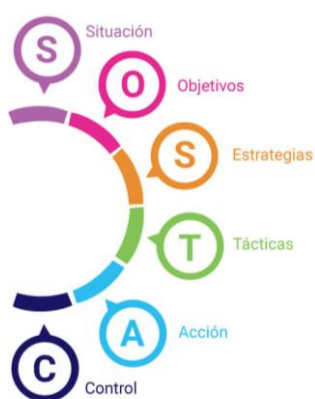 S Situación
O Objetivos
S Estrategias
T Tácticas
A Acción
C Control